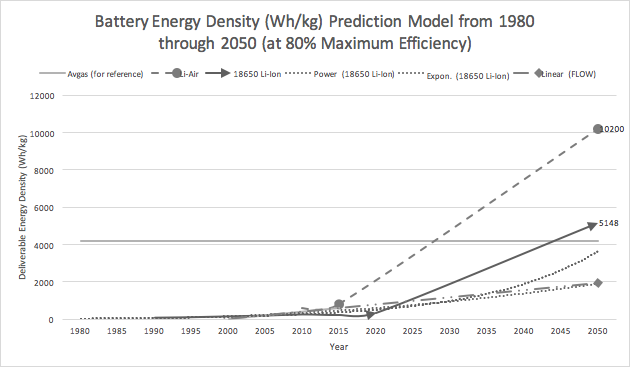 Battery Energy Density (Wh/kg) Prediction Model from 1980
through 2050 (at 80% Maximum Efficiency)
Avgas (for reference) Li-Air 18650 Li-Ion Power (18650 Li-Ion) Expon. (18650 Li-Ion) Linear (FLOW)
12000
10000
8000
6000
4000
2000
0
Deliverable Energy Density (Wh/kg)
10200
5148
1980 1985 1990 1995 2000 2005 2010 2015 2020 2025 2030 2035 2040 2045 2050
Year